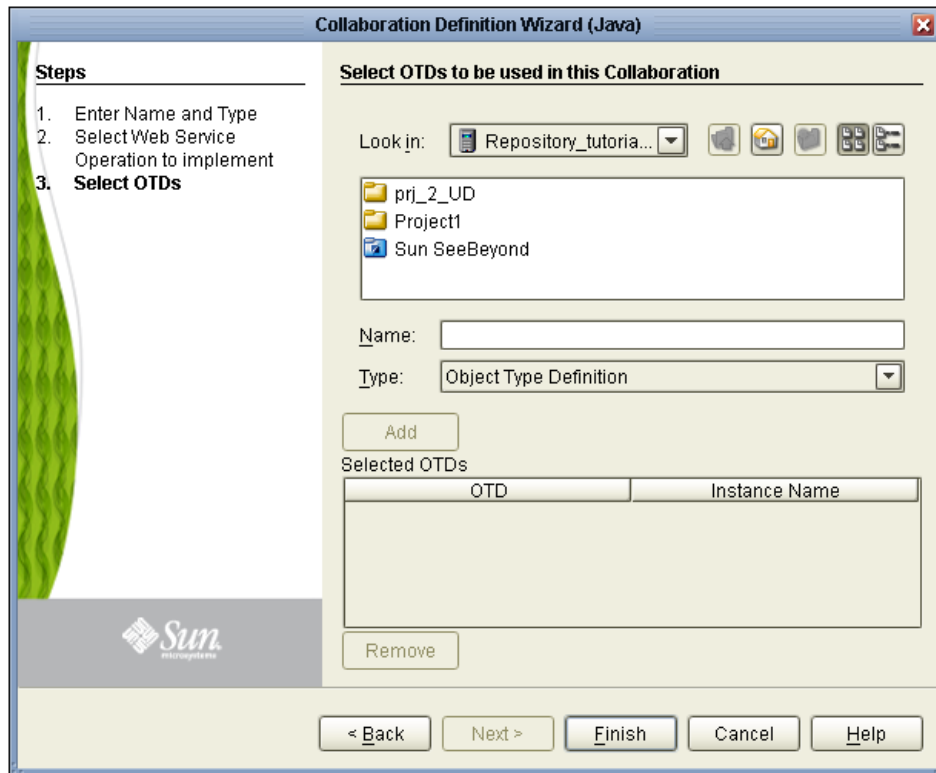 Collaboration Definition Wizard (Java)
Steps
1. Enter Name and Type
2. Select Web Service
Operation to implement
3. Select OTDs
Select OTDs to be used in this Collaboration
Look in: Repository_tutoria...
prj_2_UD
Project1
Sun SeeBeyond
Name:
Type: Object Type Definition
Add
Selected OTDs
OTD Instance Name
Remove
Sun
microsystems
< Back Next > Finish Cancel Help